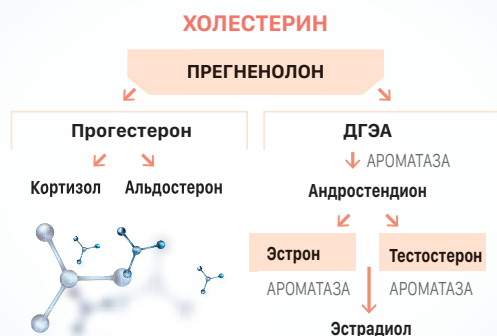 ХОЛЕСТЕРИН
ПРЕГНЕНОЛОН
Прогестерон
ДГЭА
АРОМАТАЗА
Кортизол Альдостерон
Андростендион
Эстрон
Тестостерон
АРОМАТАЗА
АРОМАТАЗА
Эстрадиол